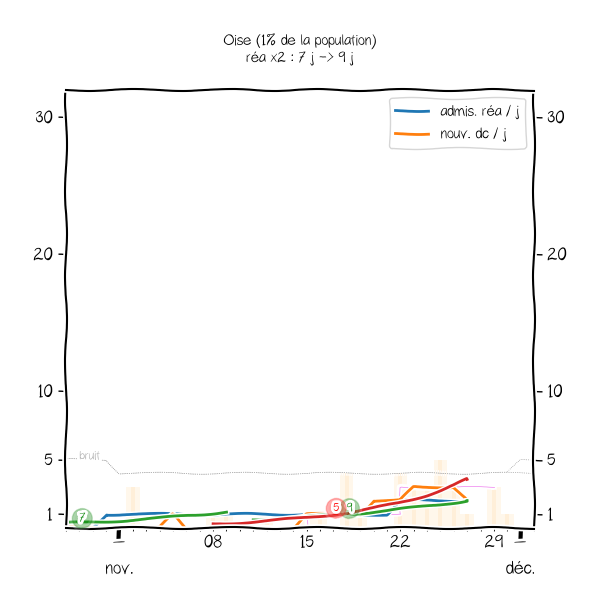 Oise (1% de la population)
réa x2 : 7 j -> 9 j
admis. réa / j
nouv. dc / j
30
30
20
20
10
10
5
bruit
5
1
7
5
9
1
08
15
22
29
nov.
déc.